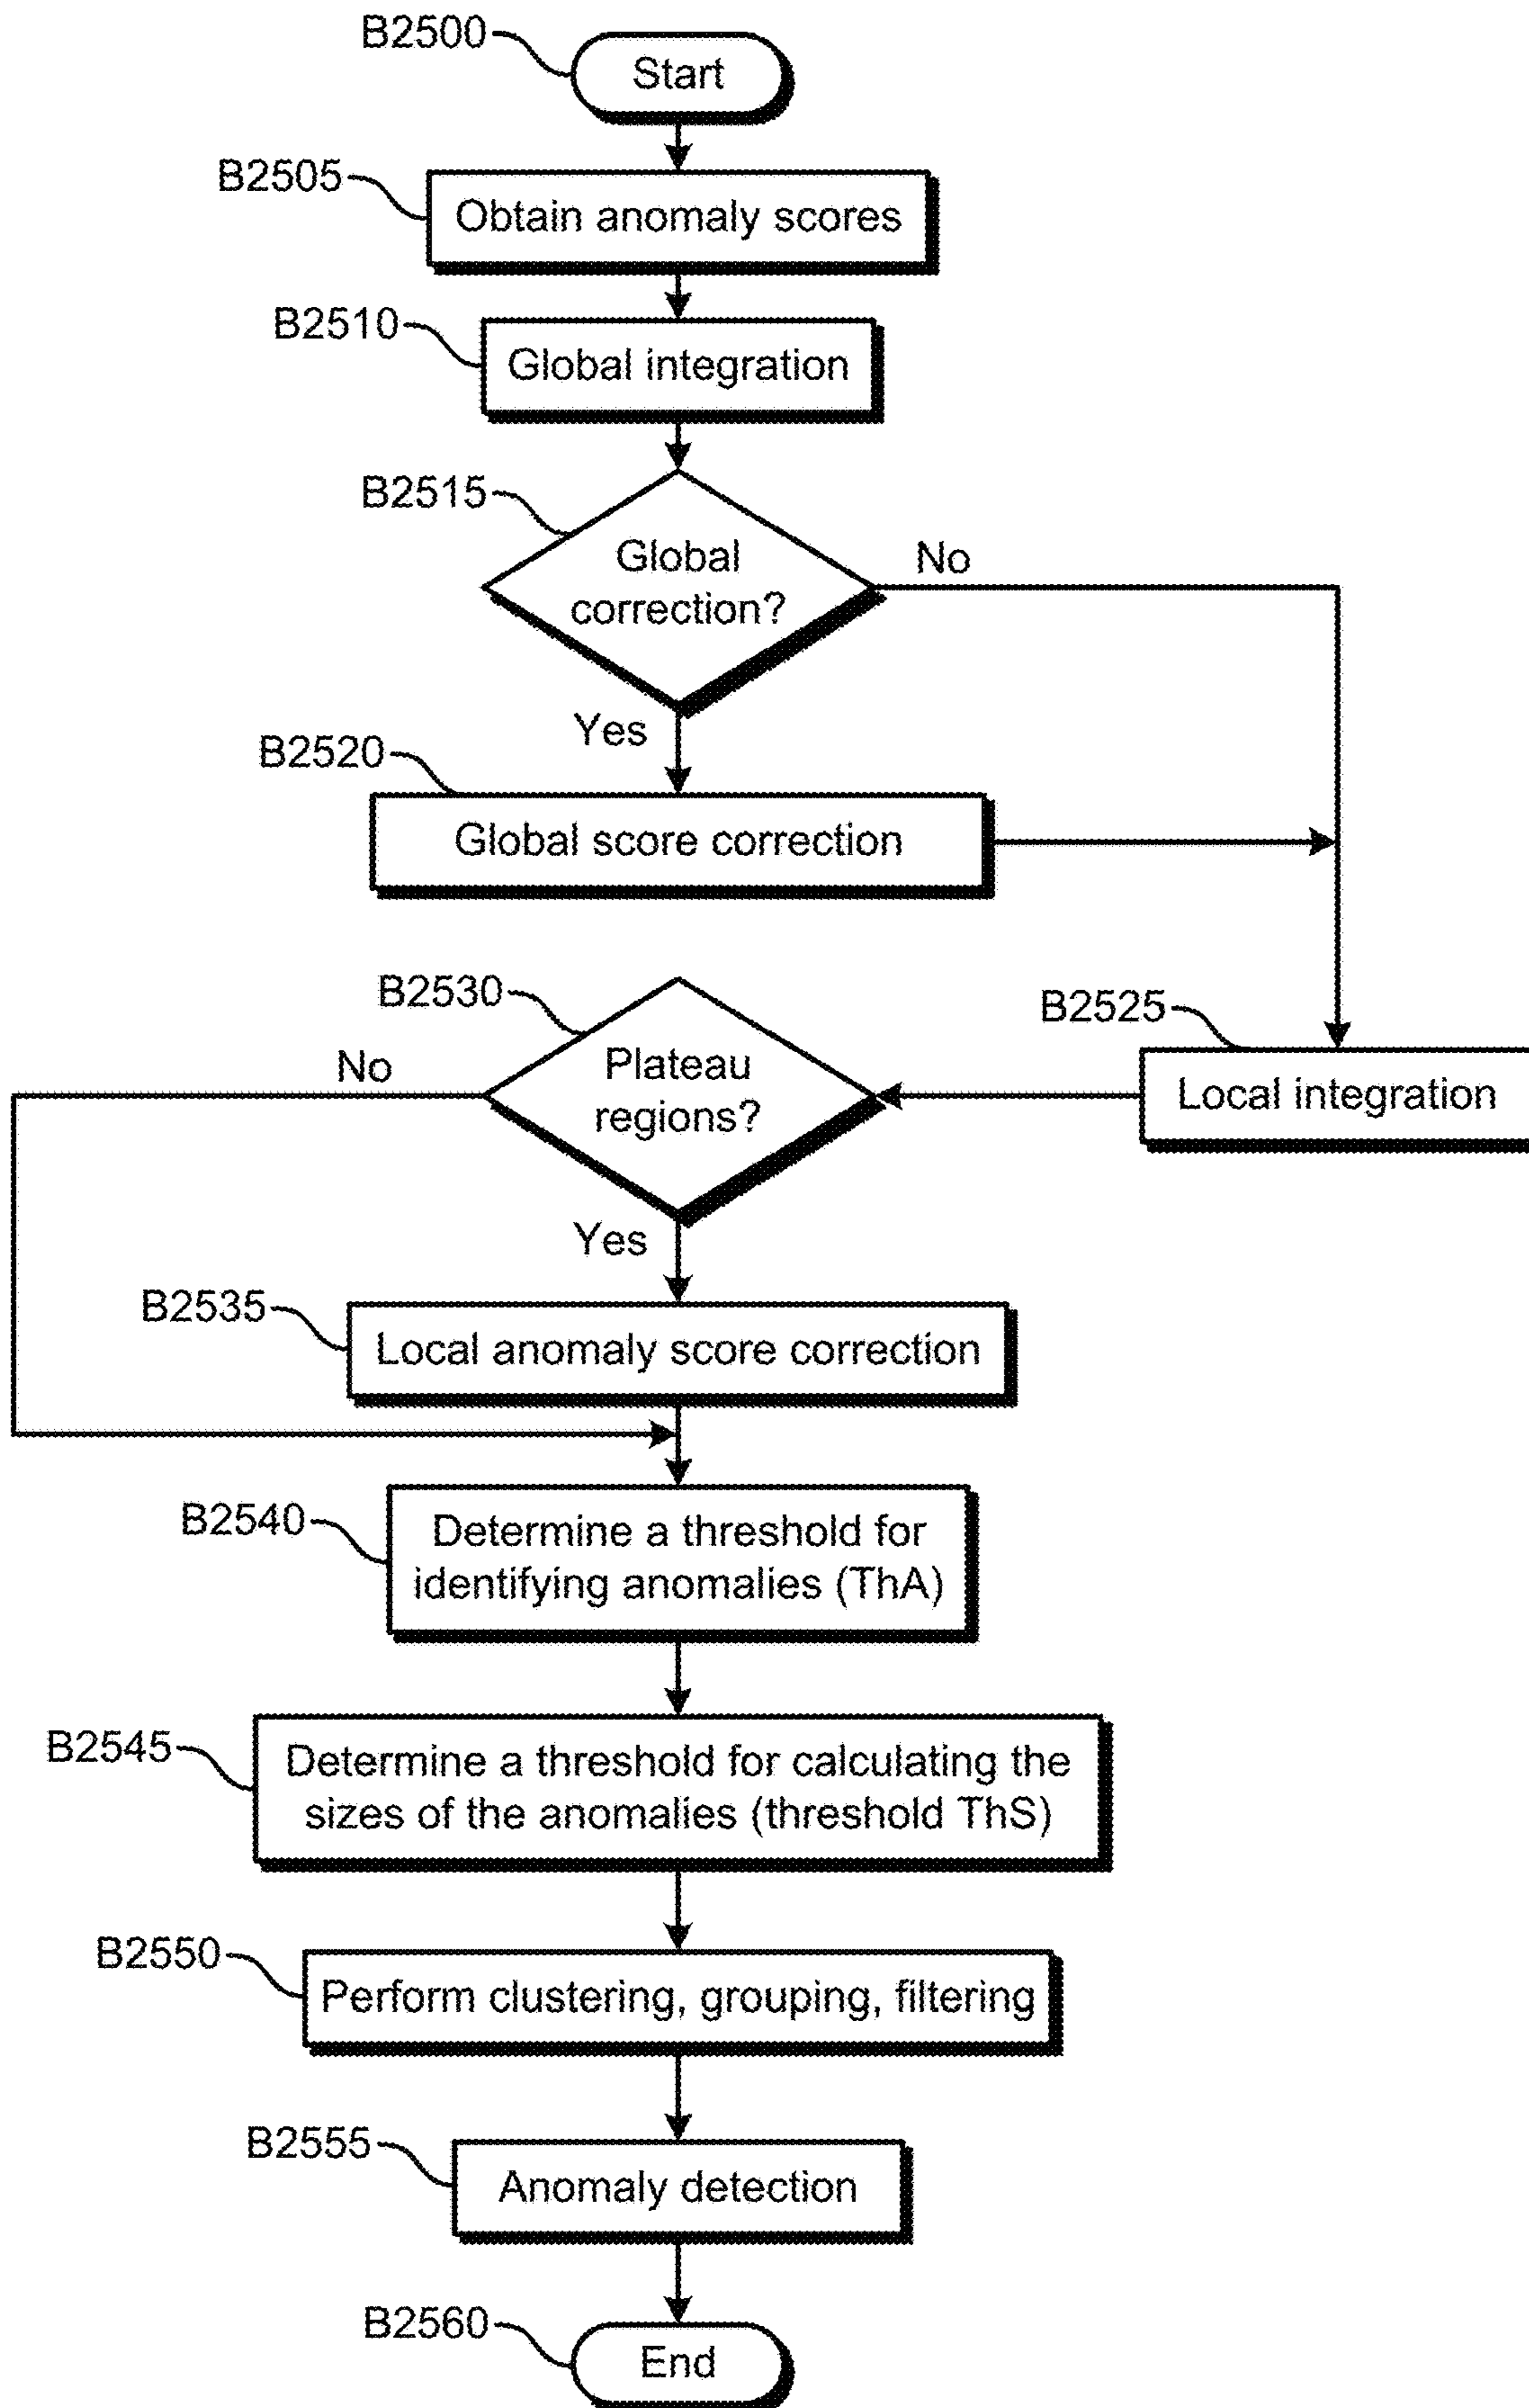 B2500
Start
B2505
Obtain anomaly scores
B2510
Global integration
B2515
Global
correction?
No
Yes
B2520
Global score correction
B2525
Local integration
B2530
Plateau
regions?
No
Yes
B2535
Local anomaly score correction
B2540
Determine a threshold for
identifying anomalies (ThA)
B2545
Determine a threshold for calculating the
sizes of the anomalies (threshold ThS)
B2550
Perform clustering, grouping, filtering
B2555
Anomaly detection
B2560
End